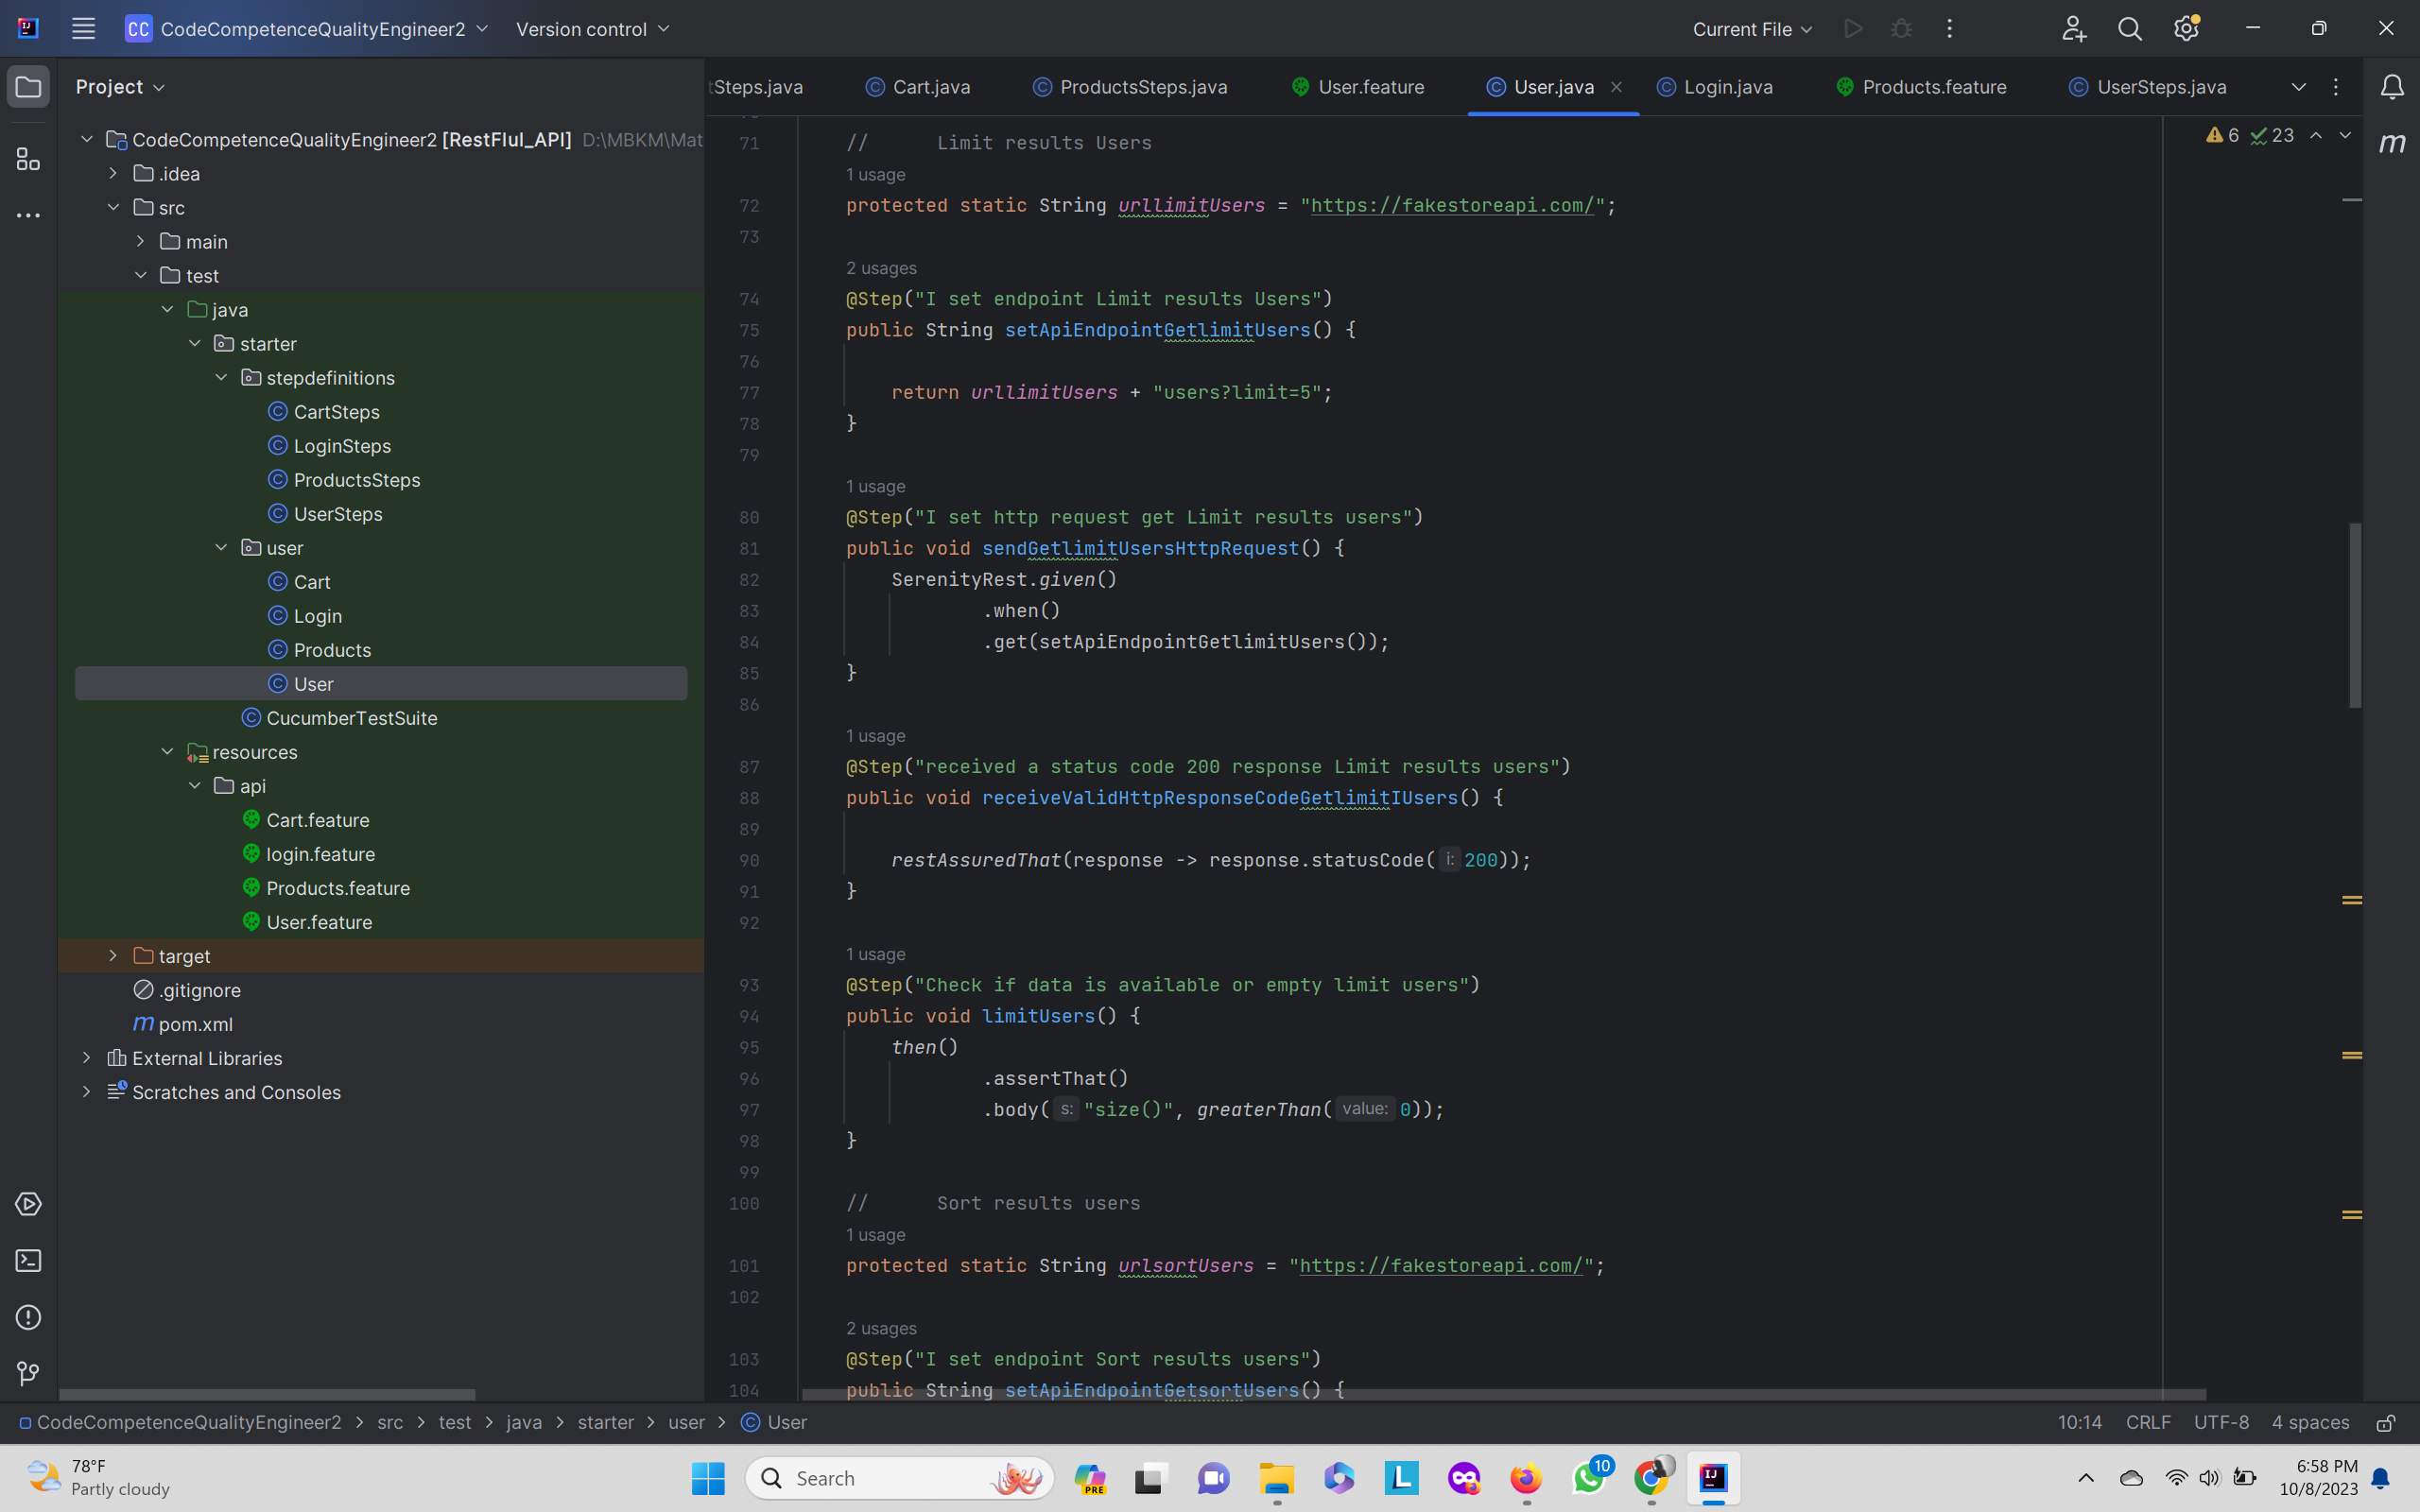 CC CodeCompetenceQualityEngineer2 Version control Current File
Project
tSteps.java Cart.java ProductsSteps.java User.feature User.java Login.java Products.feature UserSteps.java
CodeCompetenceQualityEngineer2 [RestFlul_API] D:\MBKM\Mat
.idea
src
main
test
java
starter
stepdefinitions
CartSteps
LoginSteps
ProductsSteps
UserSteps
user
Cart
Login
Products
User
CucumberTestSuite
resources
api
Cart.feature
login.feature
Products.feature
User.feature
target
.gitignore
pom.xml
External Libraries
Scratches and Consoles
6 23
71 // Limit results Users
1 usage
72 protected static String urllimitUsers = "https://fakestoreapi.com/";
73
2 usages
74 @Step("I set endpoint Limit results Users")
75 public String setApiEndpointGetlimitUsers() {
76
77 return urllimitUsers + "users?limit=5";
78 }
79
1 usage
80 @Step("I set http request get Limit results users")
81 public void sendGetlimitUsersHttpRequest() {
82 SerenityRest.given()
83 .when()
84 .get(setApiEndpointGetlimitUsers());
85 }
86
1 usage
87 @Step("received a status code 200 response Limit results users")
88 public void receiveValidHttpResponseCodeGetlimitIUsers() {
89
90 restAssuredThat(response -> response.statusCode( i: 200));
91 }
92
1 usage
93 @Step("Check if data is available or empty limit users")
94 public void limitUsers() {
95 then()
96 .assertThat()
97 .body( s: "size()", greaterThan( value: 0));
98 }
99
100 // Sort results users
1 usage
101 protected static String urlsortUsers = "https://fakestoreapi.com/";
102
2 usages
103 @Step("I set endpoint Sort results users")
104 public String setApiEndpointGetsortUsers() {
CodeCompetenceQualityEngineer2 > src > test > java > starter > user > User 10:14 CRLF UTF-8 4 spaces
78°F
Partly cloudy
Search
PRE
10
6:58 PM
10/8/2023